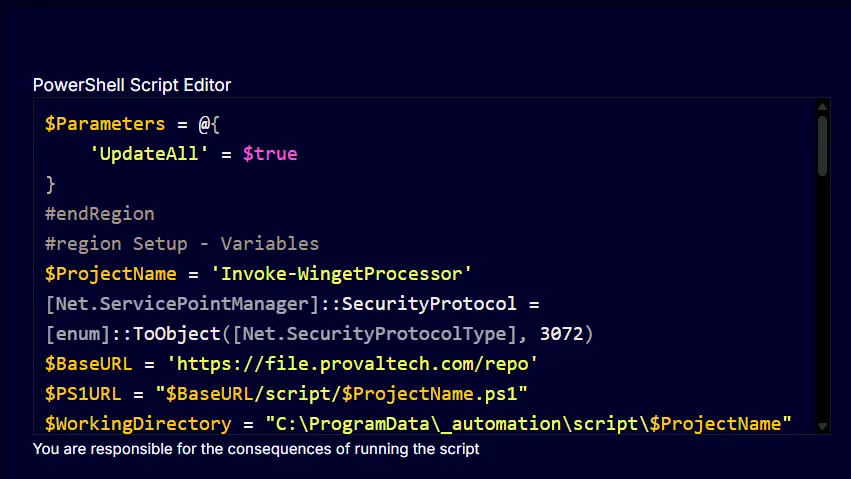 PowerShell Script Editor
$Parameters = @{
    'UpdateAll' = $true
}
#endRegion
#region Setup - Variables
$ProjectName = 'Invoke-WingetProcessor'
[Net.ServicePointManager]::SecurityProtocol =
[enum]::ToObject([Net.SecurityProtocolType], 3072)
$BaseURL = 'https://file.provaltech.com/repo'
$PS1URL = "$BaseURL/script/$ProjectName.ps1"
$WorkingDirectory = "C:\ProgramData\_automation\script\$ProjectName"
You are responsible for the consequences of running the script